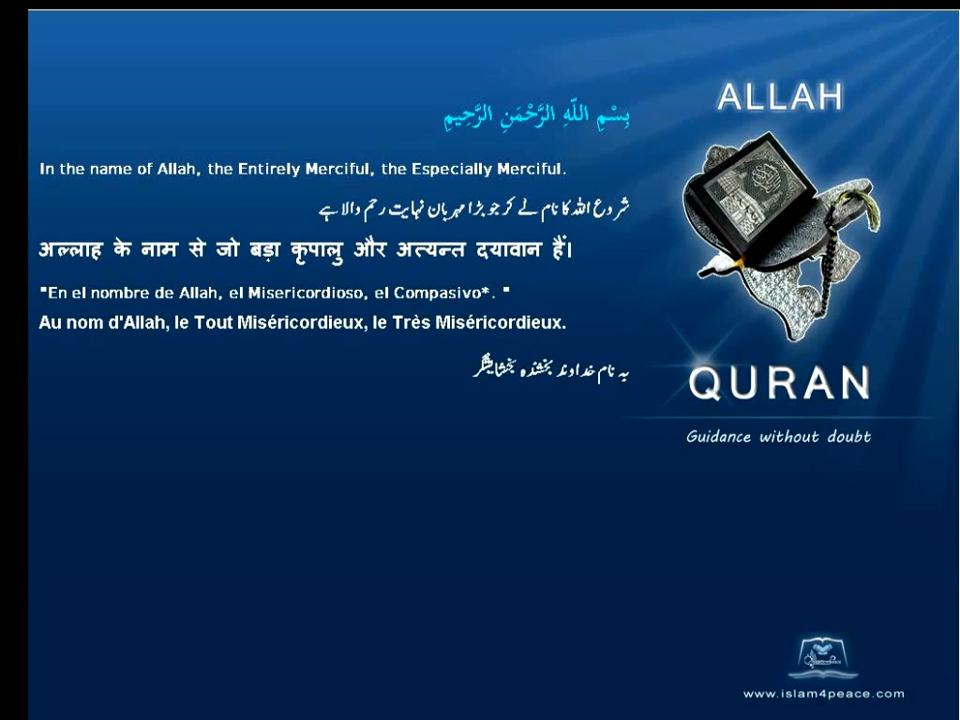 بِسْمِ اللّهِ الرَّحْمَنِ الرَّحِيمِ
In the name of Allah, the Entirely Merciful, the Especially Merciful.
شروع الله کا نام لے کر جو بڑا مہربان نہایت رحم والا ہے
अल्लाह के नाम से जो बड़ा कृपालु और अत्यन्त दयावान हैं।
"En el nombre de Allah, el Misericordioso, el Compasivo*. "
Au nom d'Allah, le Tout Miséricordieux, le Très Miséricordieux.
به نام خداوند بخشنده بخشایشگر
ALLAH
QURAN
Guidance without doubt
www.islam4peace.com